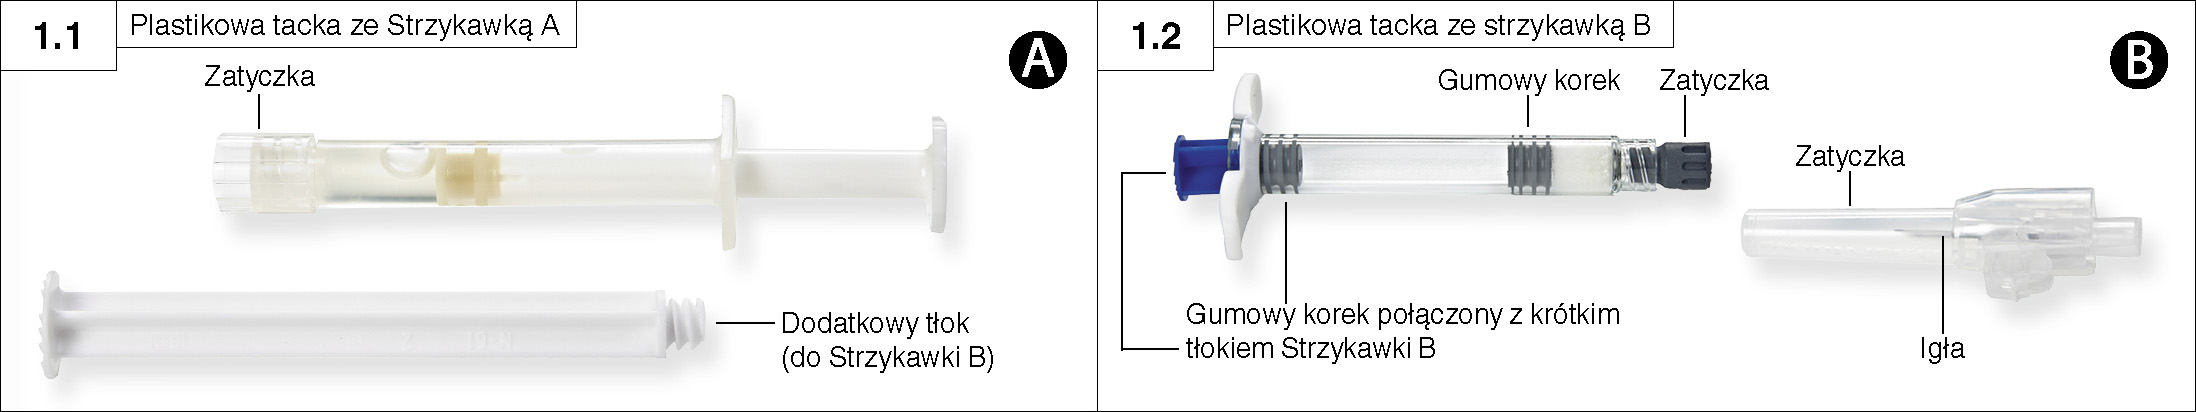 1.1
Plastikowa tacka ze Strzykawką A
A
Zatyczka
Dodatkowy tłok
(do Strzykawki B)
1.2
Plastikowa tacka ze strzykawką B
B
Gumowy korek
Zatyczka
Zatyczka
Gumowy korek połączony z krótkim
tłokiem Strzykawki B
Igła